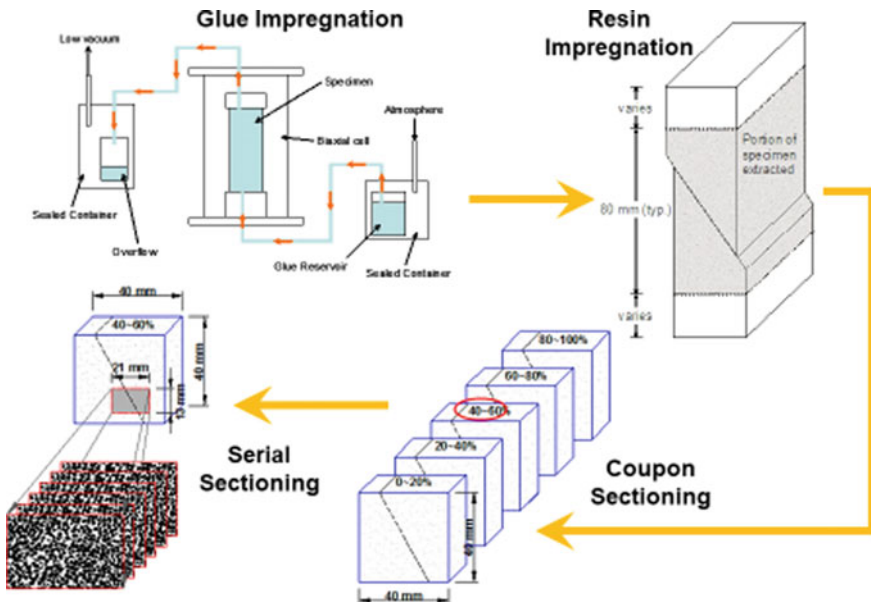 Glue Impregnation
Resin
Impregnation
Low vacuum
Specimen
Biaxial cell
Atmosphere
Sealed Container
Overflow
Glue Reservoir
Sealed Container
varies
Portion of
specimen
extracted
80 mm (typ.)
varies
40 mm
40~60%
21 mm
13 mm
40 mm
Serial
Sectioning
80~100%
60~80%
40~60%
20~40%
0~20%
40 mm
40 mm
Coupon
Sectioning